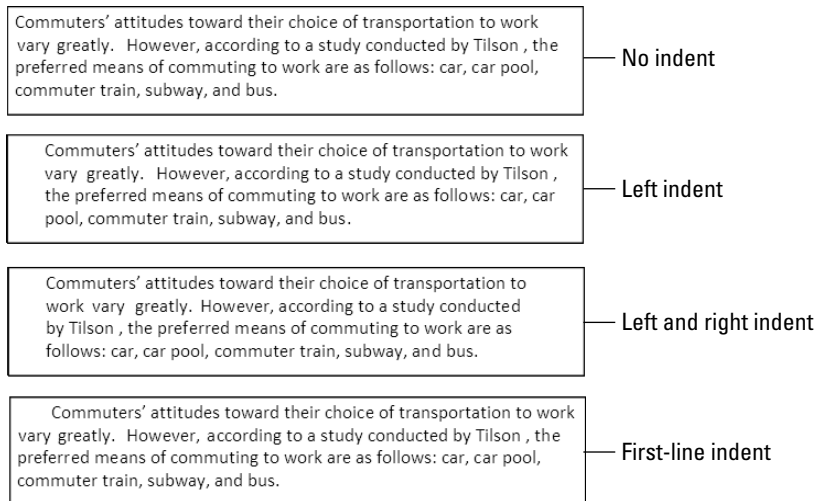 Commuters’ attitudes toward their choice of transportation to work
vary greatly. However, according to a study conducted by Tilson , the
preferred means of commuting to work are as follows: car, car pool,
commuter train, subway, and bus.
No indent
Commuters’ attitudes toward their choice of transportation to work
vary greatly. However, according to a study conducted by Tilson ,
the preferred means of commuting to work are as follows: car, car
pool, commuter train, subway, and bus.
Left indent
Commuters’ attitudes toward their choice of transportation to
work vary greatly. However, according to a study conducted
by Tilson , the preferred means of commuting to work are as
follows: car, car pool, commuter train, subway, and bus.
Left and right indent
Commuters’ attitudes toward their choice of transportation to work
vary greatly. However, according to a study conducted by Tilson , the
preferred means of commuting to work are as follows: car, car pool,
commuter train, subway, and bus.
First-line indent